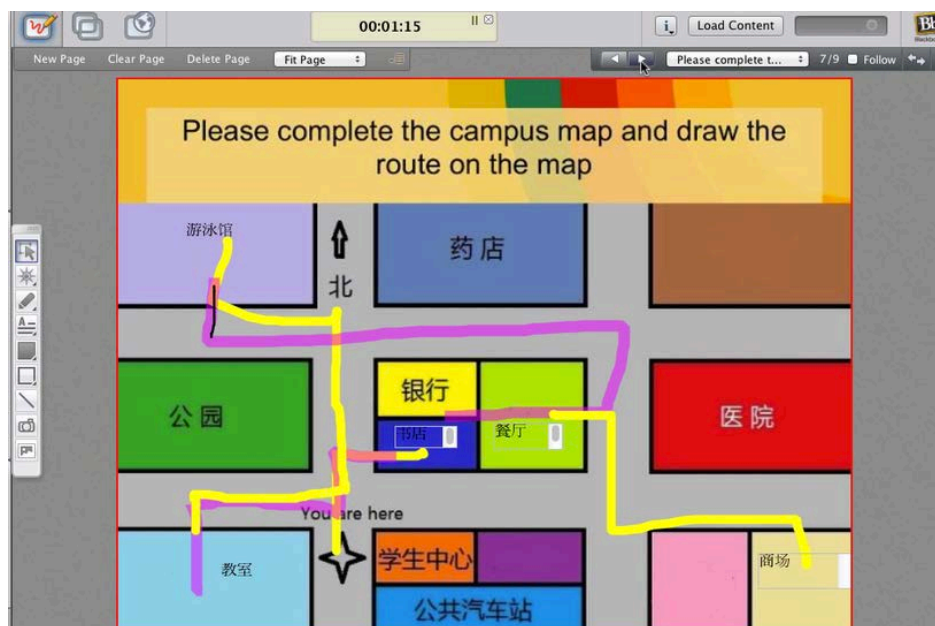 00:01:15
Load Content
New Page Clear Page Delete Page Fit Page
Please complete t... 7/9 Follow
Please complete the campus map and draw the
route on the map
游泳馆
药店
北
银行
公园
书店
餐厅
医院
You are here
学生中心
商场
教室
公共汽车站